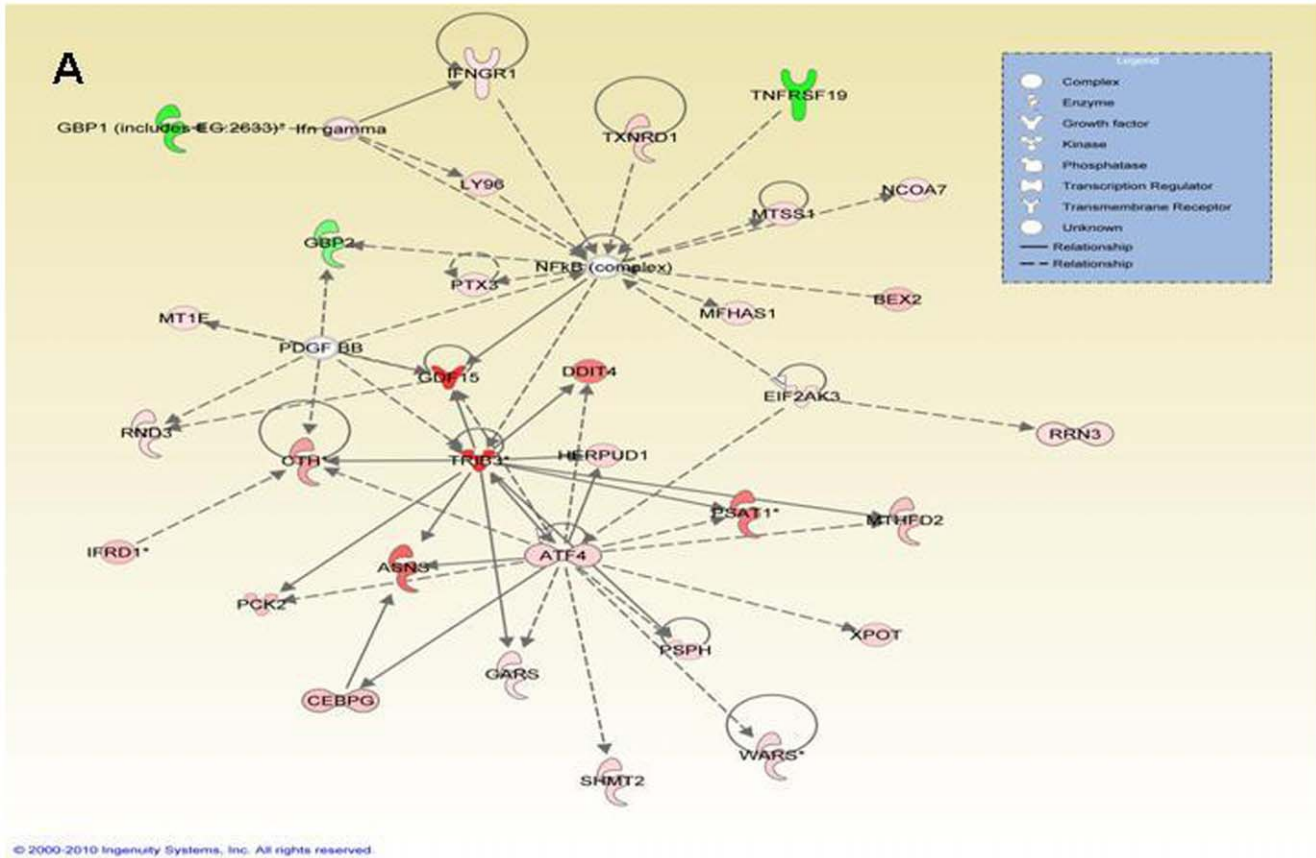 A
IFNGR1
TNFRSF19
GBP1 (includes EG:2633)*
Ifn gamma
TXNRD1
LY96
NCOA7
MTSS1
GBP2
NFkB (complex)
PTX3
BEX2
MFHAS1
MT1E
PDGF BB
GDF15
DDIT4
EIF2AK3
RND3
RRN3
CTH*
TRIB3*
HERPUD1
PSAT1*
MTHFD2
IFRD1*
ATF4
ASNS
PCK2
XPOT
PSPH
GARS
CEBPG
WARS*
SHMT2
Legend
Complex
Enzyme
Growth factor
Kinase
Phosphatase
Transcription Regulator
Transmembrane Receptor
Unknown
Relationship
Relationship
© 2000-2010 Ingenuity Systems, Inc. All rights reserved.